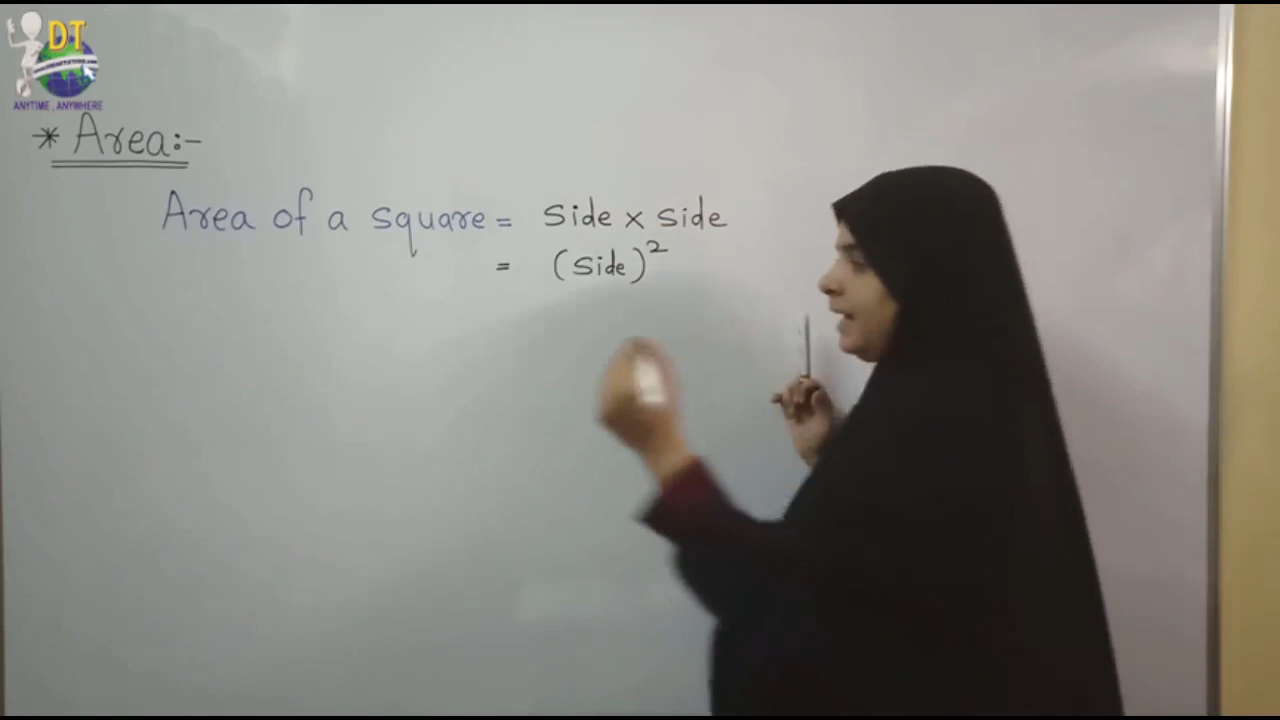 DT
ANYTIME, ANYWHERE
* Area:-
Area of a square = Side × Side
= (Side)²